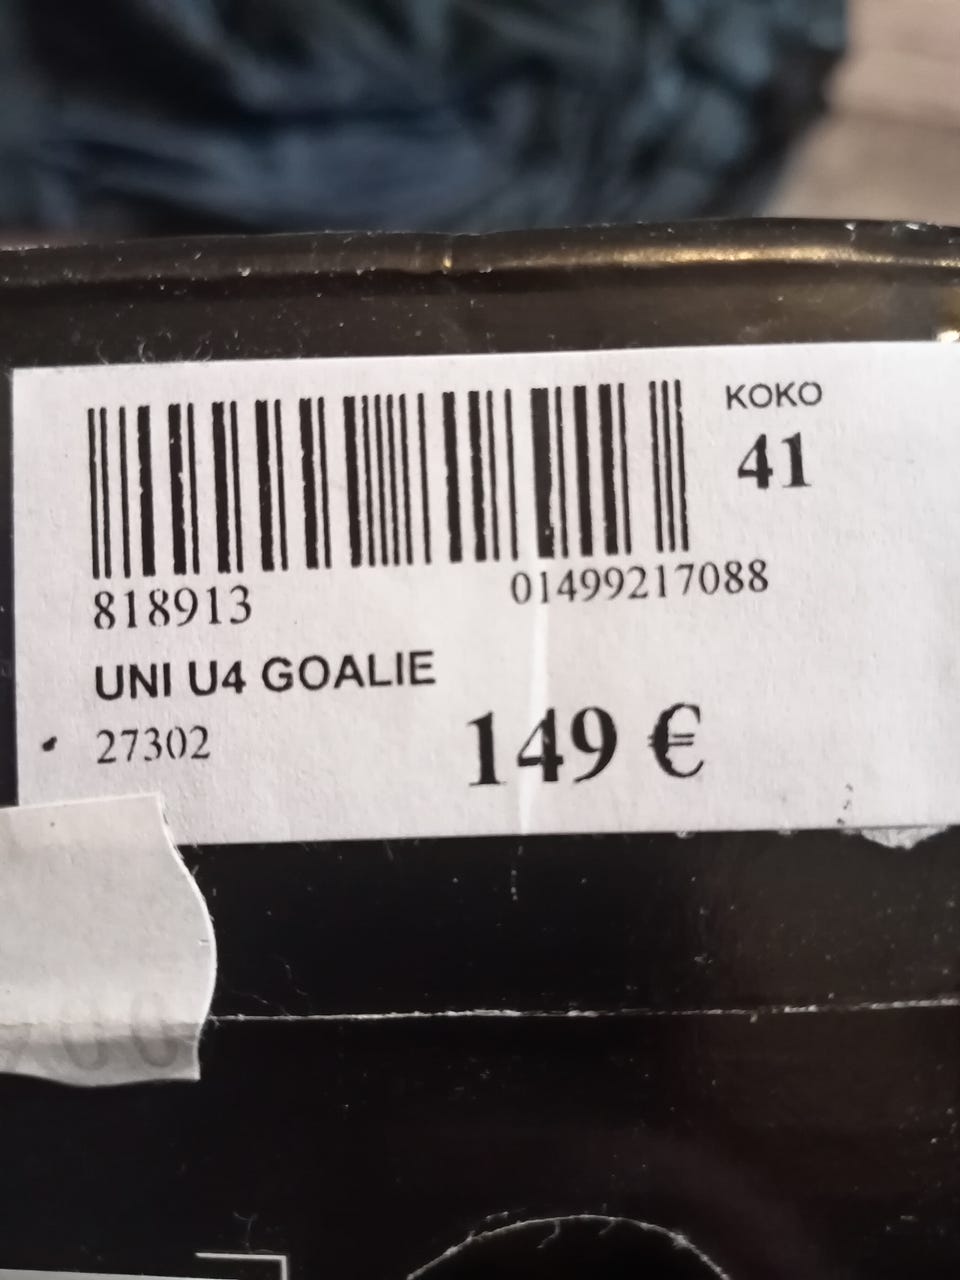 KOKO
41
818913 01499217088
UNI U4 GOALIE
27302 149 €